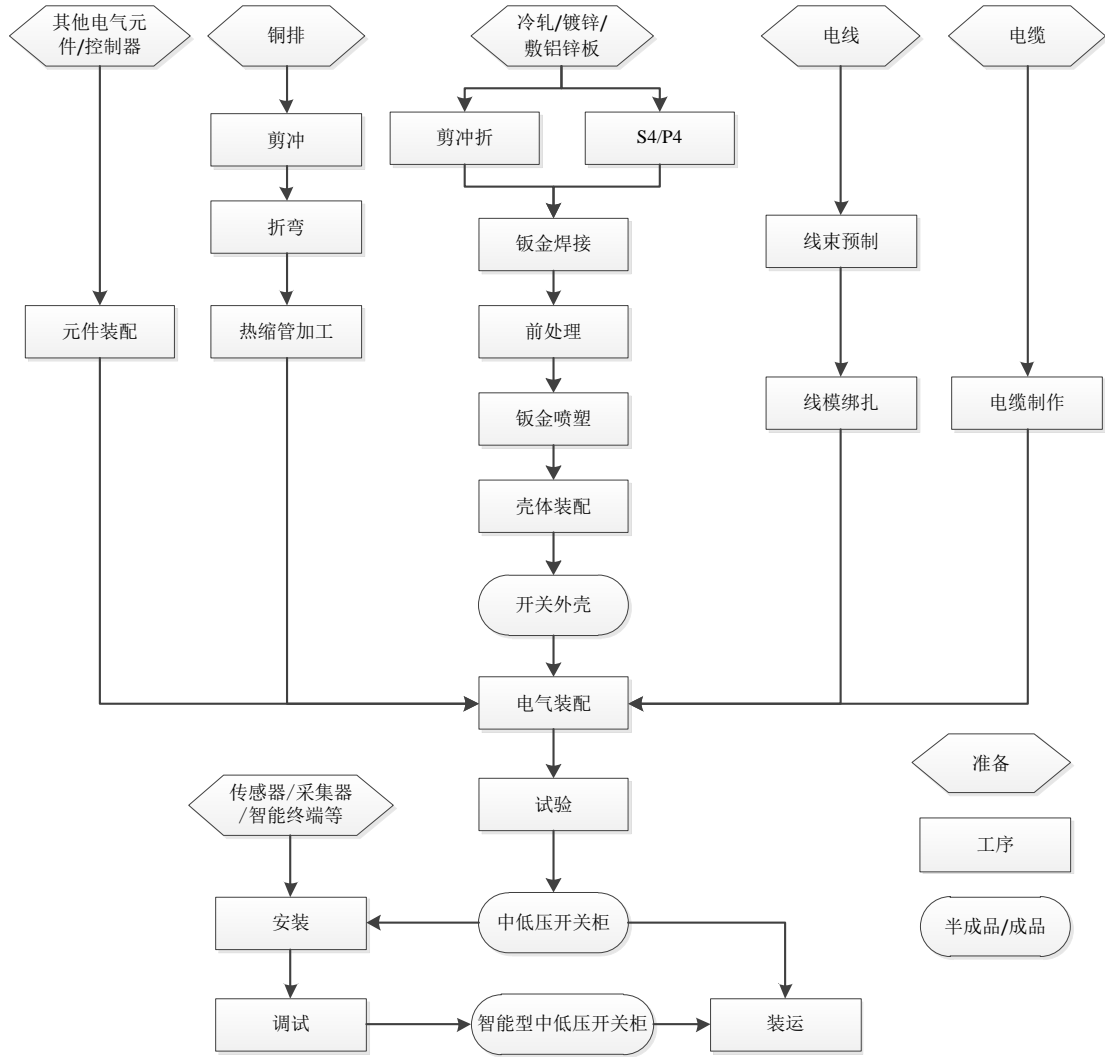 其他电气元
件/控制器
铜排
冷轧/镀锌/
敷铝锌板
电线
电缆
剪冲
剪冲折
S4/P4
折弯
钣金焊接
线束预制
元件装配
热缩管加工
前处理
钣金喷塑
线模绑扎
电缆制作
壳体装配
开关外壳
电气装配
准备
传感器/采集器
/智能终端等
试验
工序
安装
中低压开关柜
半成品/成品
调试
智能型中低压开关柜
装运